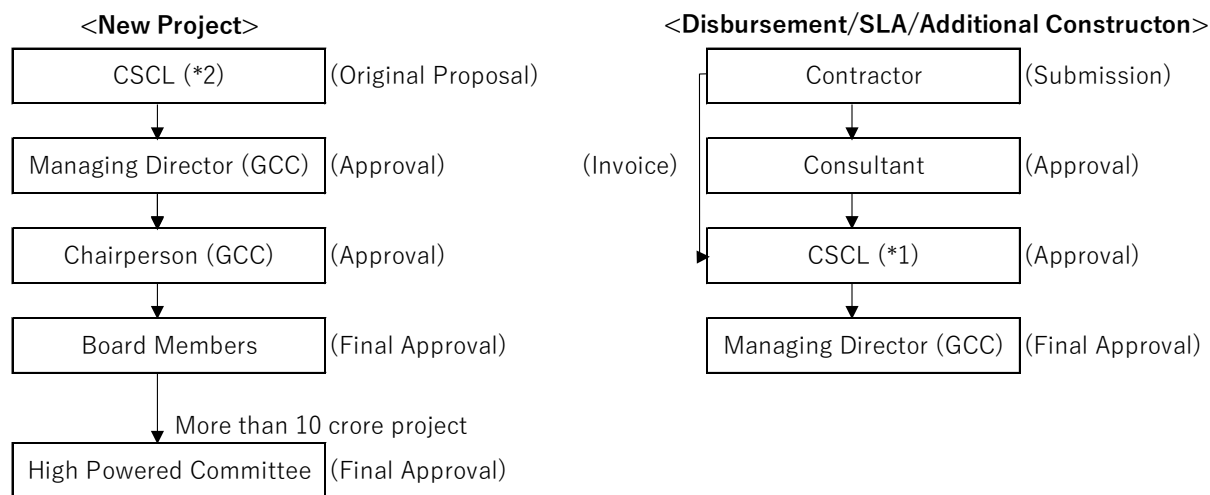 <New Project>
CSCL (*2) (Original Proposal)
Managing Director (GCC) (Approval)
Chairperson (GCC) (Approval)
Board Members (Final Approval)
More than 10 crore project
High Powered Committee (Final Approval)
<Disbursement/SLA/Additional Constructon>
Contractor (Submission)
(Invoice) Consultant (Approval)
CSCL (*1) (Approval)
Managing Director (GCC) (Final Approval)